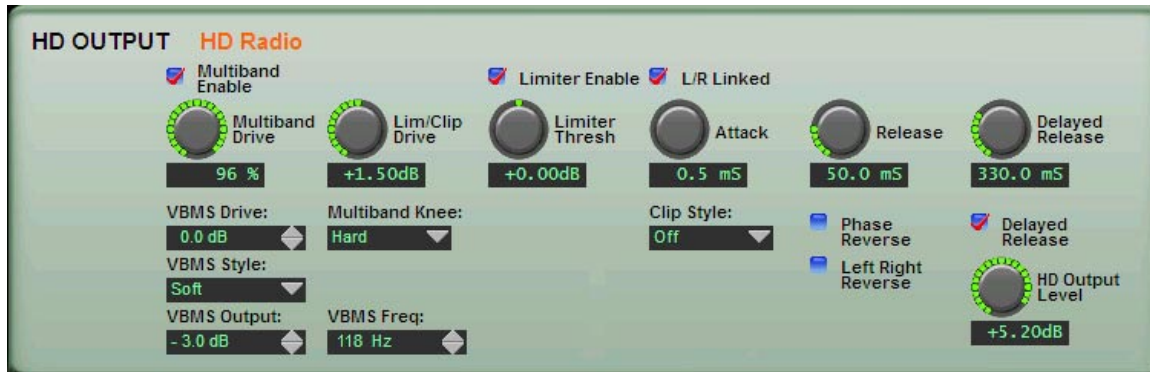 HD OUTPUT HD Radio
Multiband Enable
Limiter Enable
L/R Linked
Multiband Drive
Lim/Clip Drive
Limiter Thresh
Attack
Release
Delayed Release
96 %
+1.50dB
+0.00dB
0.5 mS
50.0 mS
330.0 mS
VBMS Drive:
Multiband Knee:
Clip Style:
Phase Reverse
Delayed Release
0.0 dB
Hard
Off
VBMS Style:
Left Right Reverse
Soft
HD Output Level
VBMS Output:
VBMS Freq:
- 3.0 dB
118 Hz
+5.20dB